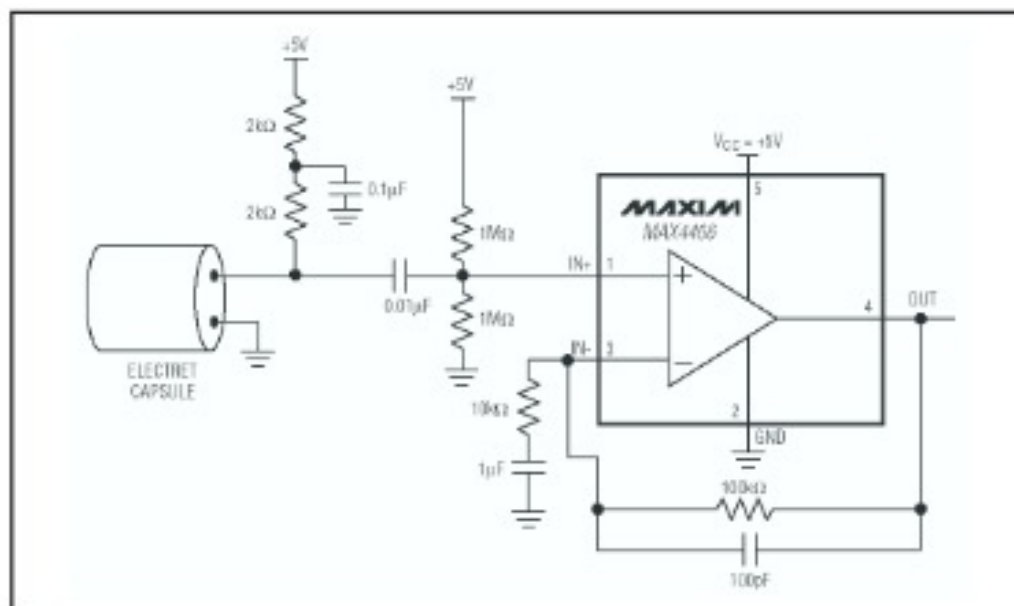 +5V
2kΩ
0.1μF
2kΩ
+5V
1MΩ
0.01μF
1MΩ
ELECTRET
CAPSULE
VCC = +5V
5
MAXIM
MAX4466
IN+
1
4
OUT
IN-
3
2
GND
10kΩ
1μF
100kΩ
100pF